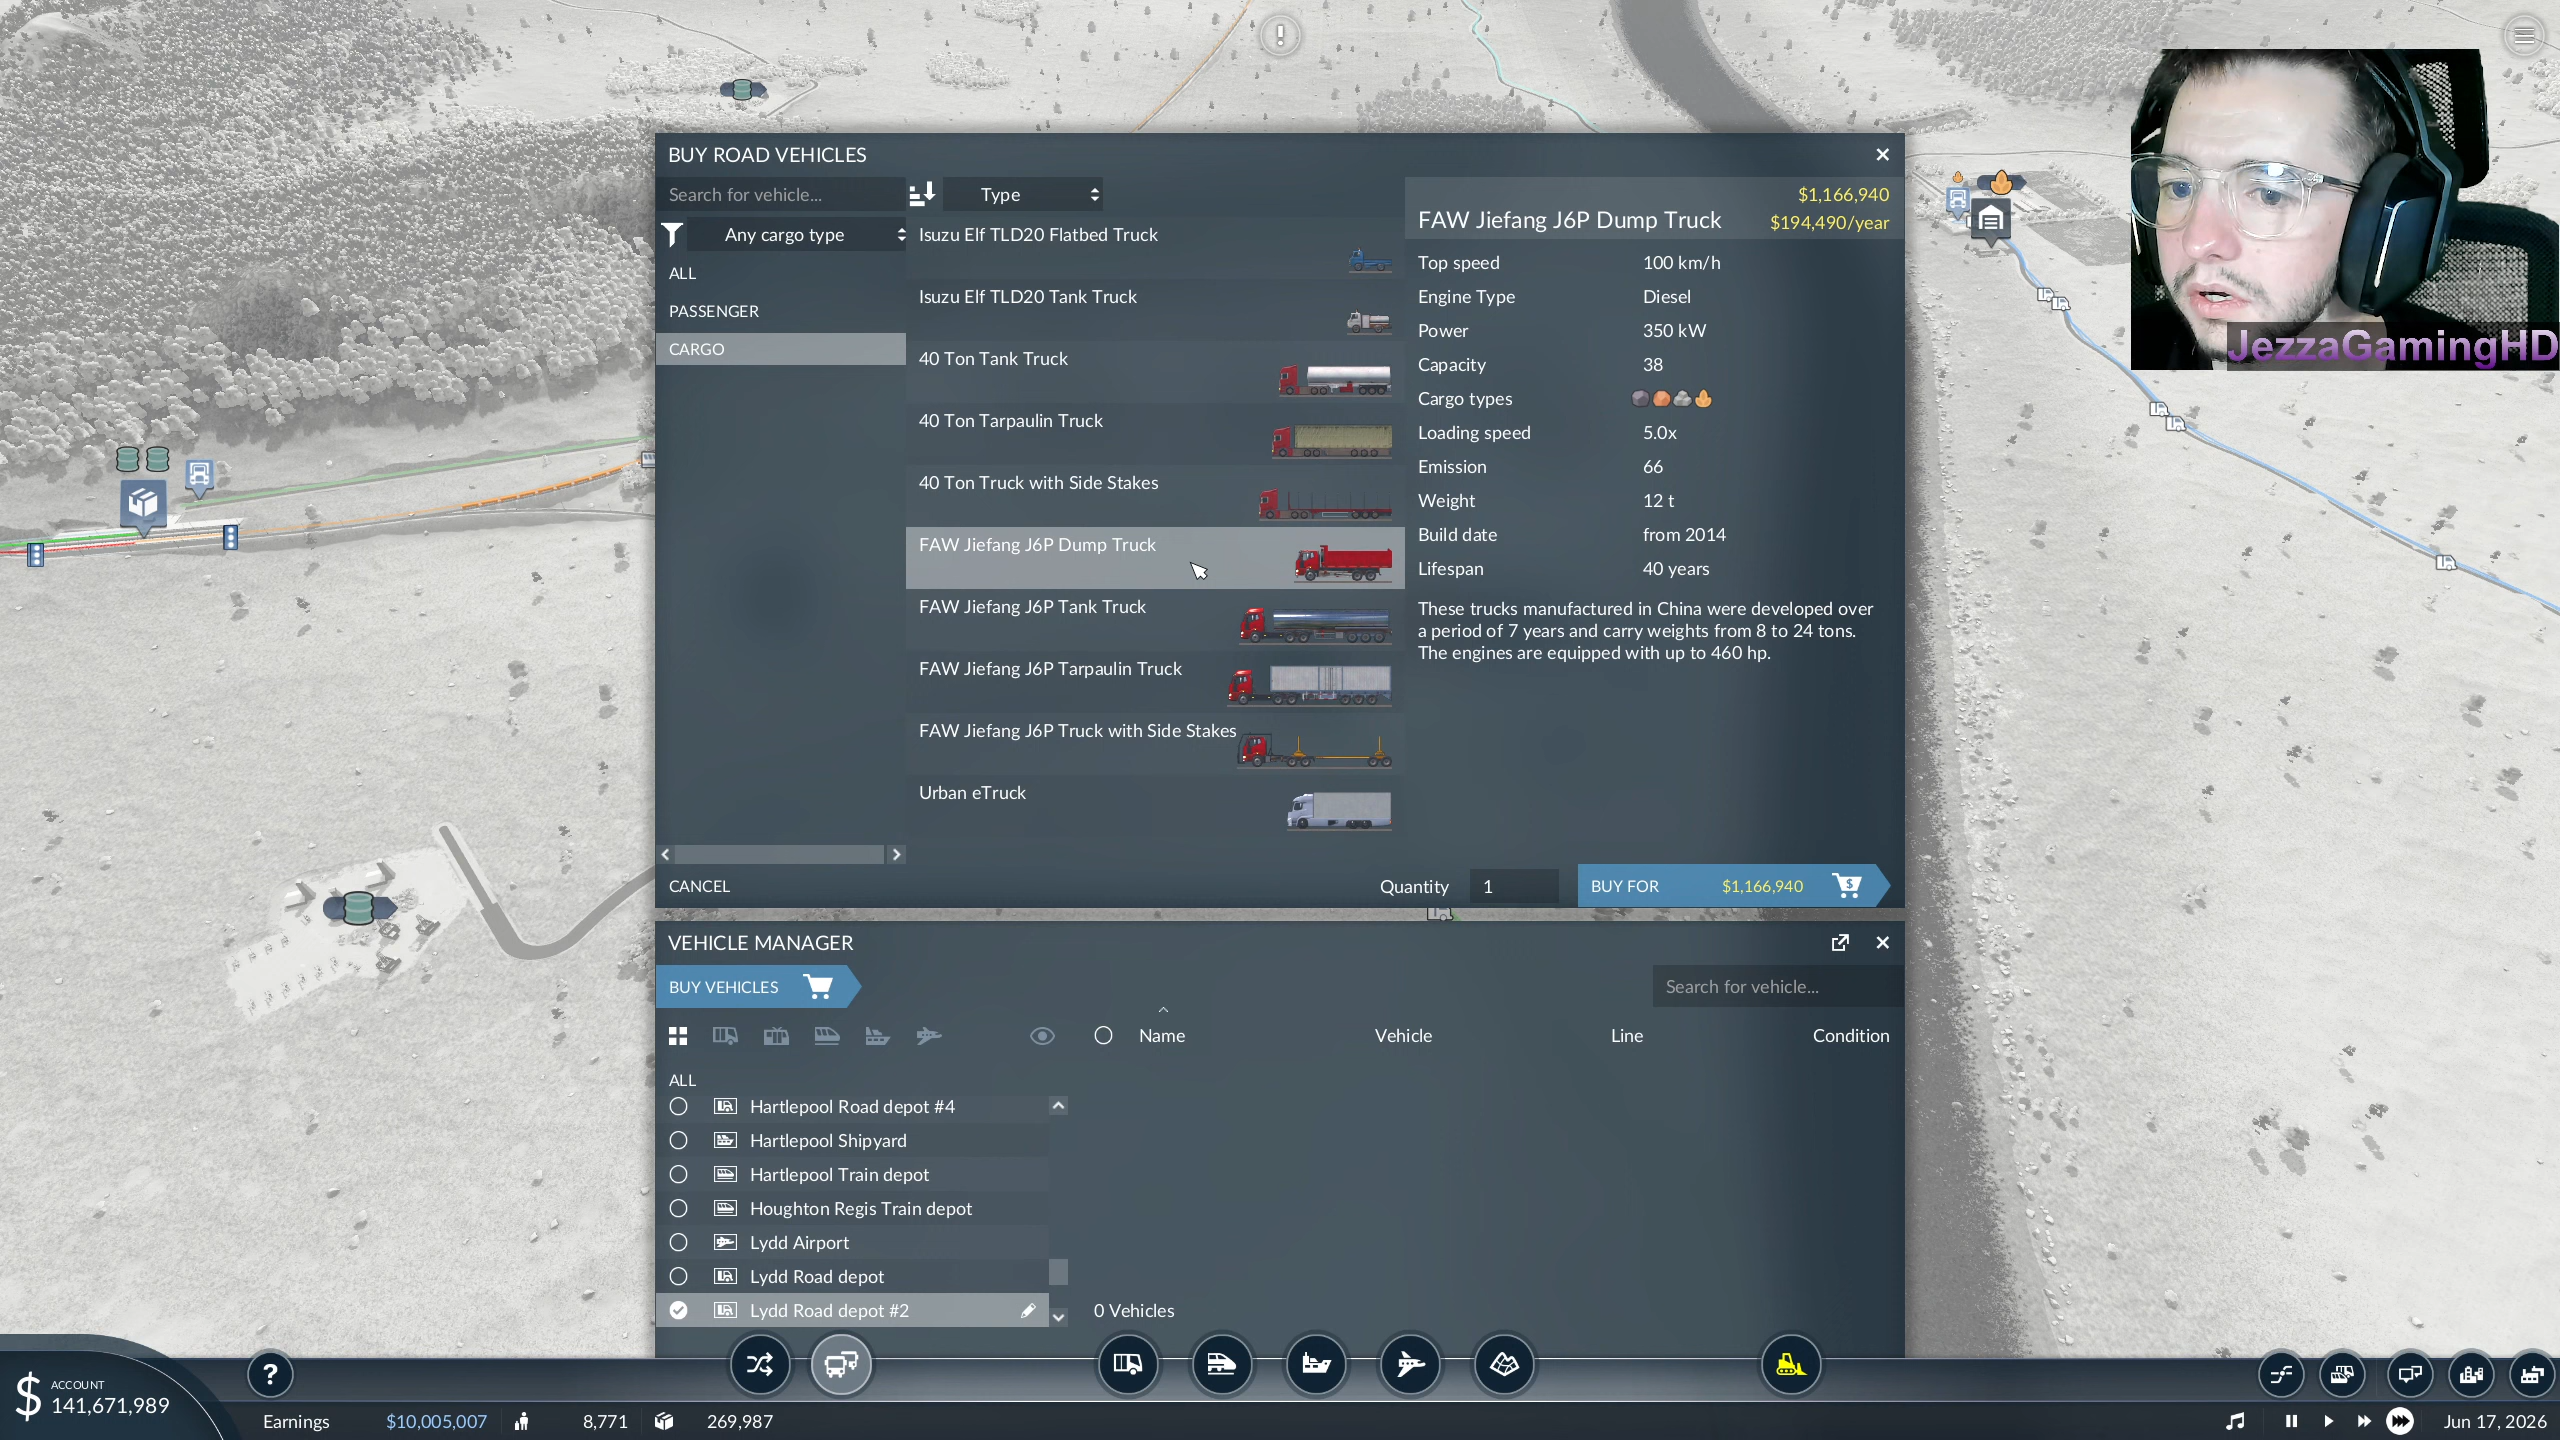 BUY ROAD VEHICLES
Search for vehicle...
Type
Any cargo type
ALL
PASSENGER
CARGO
Isuzu Elf TLD20 Flatbed Truck
Isuzu Elf TLD20 Tank Truck
40 Ton Tank Truck
40 Ton Tarpaulin Truck
40 Ton Truck with Side Stakes
FAW Jiefang J6P Dump Truck
FAW Jiefang J6P Tank Truck
FAW Jiefang J6P Tarpaulin Truck
FAW Jiefang J6P Truck with Side Stakes
Urban eTruck
$1,166,940
FAW Jiefang J6P Dump Truck
$194,490/year
Top speed 100 km/h
Engine Type Diesel
Power 350 kW
Capacity 38
Cargo types
Loading speed 5.0x
Emission 66
Weight 12 t
Build date from 2014
Lifespan 40 years
These trucks manufactured in China were developed over
a period of 7 years and carry weights from 8 to 24 tons.
The engines are equipped with up to 460 hp.
CANCEL
Quantity 1
BUY FOR $1,166,940
JezzaGamingHD
VEHICLE MANAGER
BUY VEHICLES
Search for vehicle...
Name Vehicle Line Condition
ALL
Hartlepool Road depot #4
Hartlepool Shipyard
Hartlepool Train depot
Houghton Regis Train depot
Lydd Airport
Lydd Road depot
Lydd Road depot #2
0 Vehicles
$ ACCOUNT
141,671,989
?
Earnings $10,005,007 8,771 269,987
Jun 17, 2026